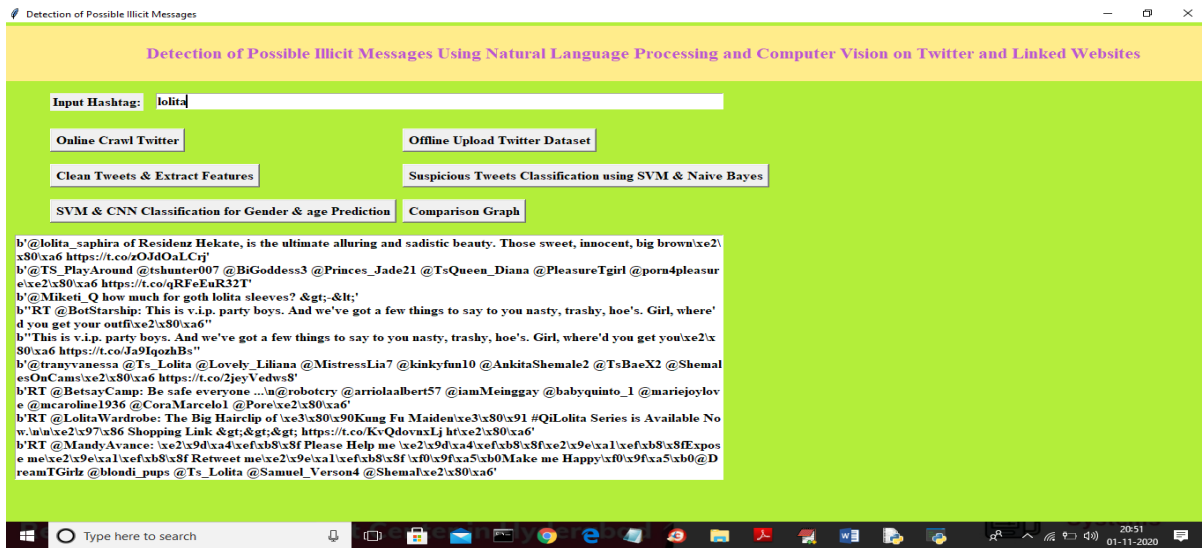 Detection of Possible Illicit Messages
Detection of Possible Illicit Messages Using Natural Language Processing and Computer Vision on Twitter and Linked Websites
Input Hashtag: lolita
Online Crawl Twitter Offline Upload Twitter Dataset
Clean Tweets & Extract Features Suspicious Tweets Classification using SVM & Naive Bayes
SVM & CNN Classification for Gender & age Prediction Comparison Graph
b'@lolita_saphira of Residenz Hekate, is the ultimate alluring and sadistic beauty. Those sweet, innocent, big brown\xe2\
x80\xa6 https://t.co/zOJdOaLCrj'
b'@TS_PlayAround @tshunter007 @BiGoddess3 @Princes_Jade21 @TsQueen_Diana @PleasureTgirl @porn4pleasur
e\xe2\x80\xa6 https://t.co/qRFeEuR32T'
b'@Miketi_Q how much for goth lolita sleeves? &gt;-&lt;'
b"RT @BotStarship: This is v.i.p. party boys. And we've got a few things to say to you nasty, trashy, hoe's. Girl, where'
d you get your outfi\xe2\x80\xa6"
b"This is v.i.p. party boys. And we've got a few things to say to you nasty, trashy, hoe's. Girl, where'd you get you\xe2\x
80\xa6 https://t.co/Ja9IqozhBs"
b'@tranyvanessa @Ts_Lolita @Lovely_Liliana @MistressLia7 @kinkyfun10 @AnkitaShemale2 @TsBaeX2 @Shemal
esOnCams\xe2\x80\xa6 https://t.co/2jeyVedws8'
b'RT @BetsayCamp: Be safe everyone ...\n@robotcry @arriolaalbert57 @iamMeinggay @babyquinto_1 @mariejoylov
e @mcaroline1936 @CoraMarcelo1 @Pore\xe2\x80\xa6'
b'RT @LolitaWardrobe: The Big Hairclip of \xe3\x80\x90Kung Fu Maiden\xe3\x80\x91 #QiLolita Series is Available No
w.\n\n\xe2\x97\x86 Shopping Link &gt;&gt;&gt; https://t.co/KvQdovnxLj ht\xe2\x80\xa6'
b'RT @MandyAvance: \xe2\x9d\xa4\xef\xb8\x8f Please Help me \xe2\x9d\xa4\xef\xb8\x8f\xe2\x9e\xa1\xef\xb8\x8fExpos
e me\xe2\x9e\xa1\xef\xb8\x8f Retweet me\xe2\x9e\xa1\xef\xb8\x8f \xf0\x9f\xa5\xb0Make me Happy\xf0\x9f\xa5\xb0@D
reamTGirlz @blondi_pups @Ts_Lolita @Samuel_Verson4 @Shemal\xe2\x80\xa6'
Type here to search
20:51
01-11-2020